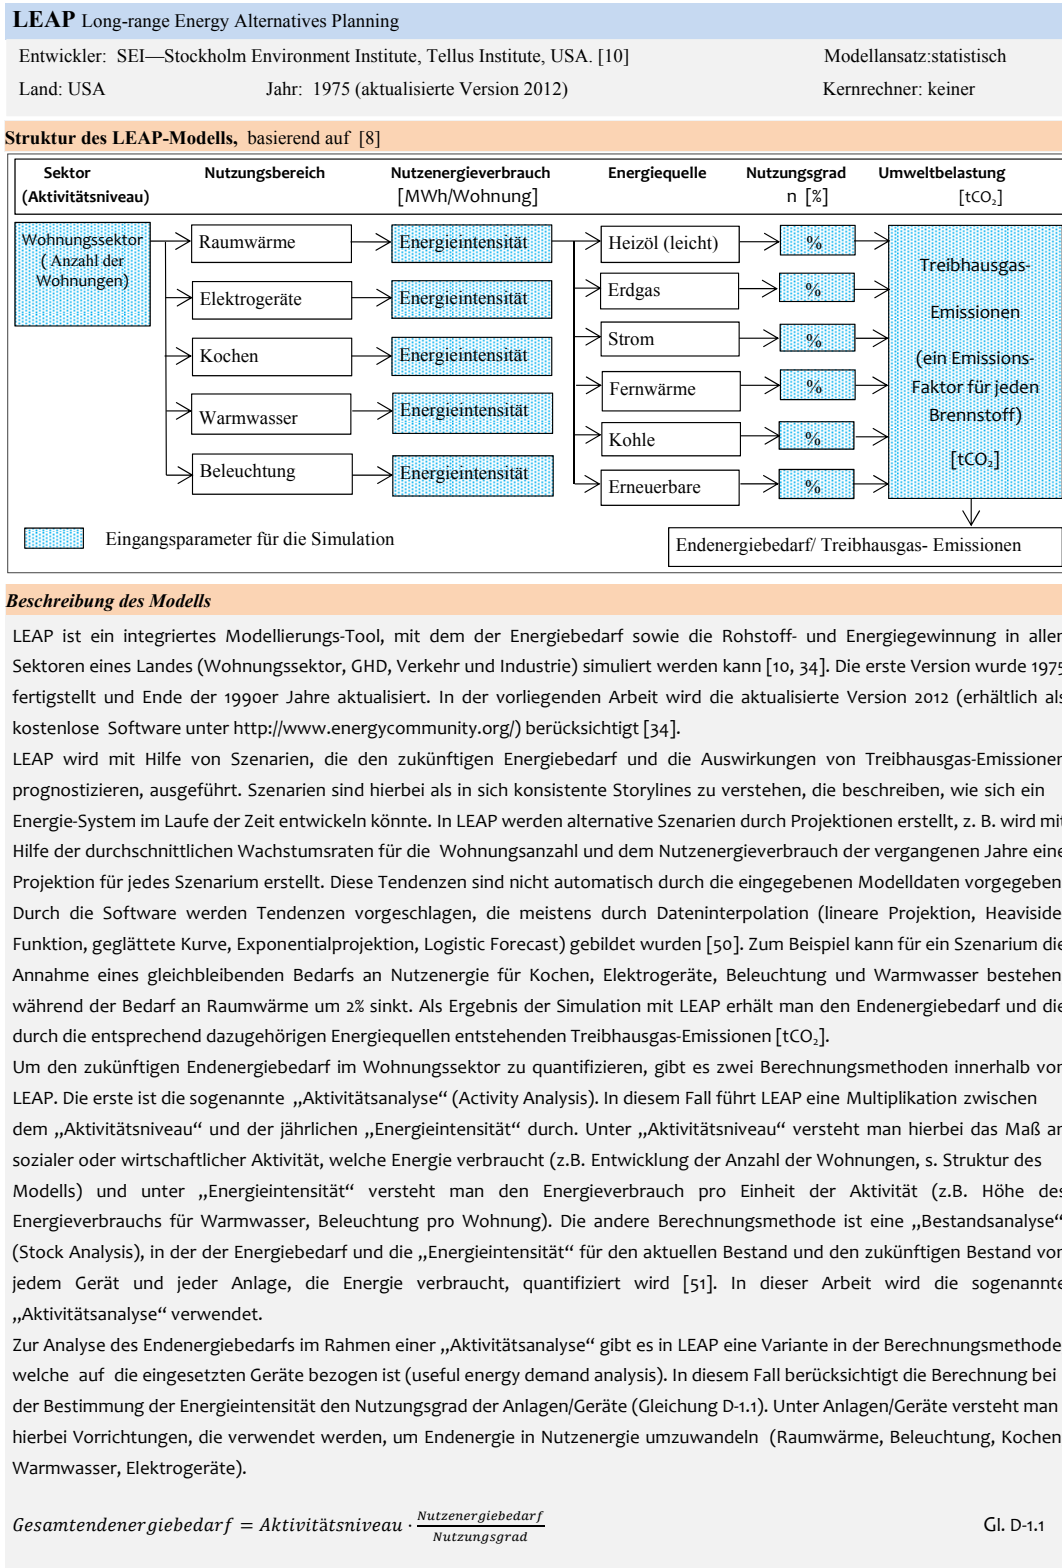 LEAP Long-range Energy Alternatives Planning
Entwickler: SEI—Stockholm Environment Institute, Tellus Institute, USA. [10] Modellansatz:statistisch
Land: USA Jahr: 1975 (aktualisierte Version 2012) Kernrechner: keiner
Struktur des LEAP-Modells, basierend auf [8]
Sektor Nutzungsbereich Nutzenergieverbrauch Energiequelle Nutzungsgrad Umweltbelastung
(Aktivitätsniveau) [MWh/Wohnung] n [%] [tCO₂]
Wohnungssektor
( Anzahl der
Wohnungen)
Raumwärme Energieintensität Heizöl (leicht) %
Elektrogeräte Energieintensität Erdgas %
Kochen Energieintensität Strom %
Warmwasser Energieintensität Fernwärme %
Kohle %
Beleuchtung Energieintensität Erneuerbare %
Treibhausgas-
Emissionen
(ein Emissions-
Faktor für jeden
Brennstoff)
[tCO₂]
Eingangsparameter für die Simulation
Endenergiebedarf/ Treibhausgas- Emissionen
Beschreibung des Modells
LEAP ist ein integriertes Modellierungs-Tool, mit dem der Energiebedarf sowie die Rohstoff- und Energiegewinnung in aller
Sektoren eines Landes (Wohnungssektor, GHD, Verkehr und Industrie) simuliert werden kann [10, 34]. Die erste Version wurde 1975
fertigstellt und Ende der 1990er Jahre aktualisiert. In der vorliegenden Arbeit wird die aktualisierte Version 2012 (erhältlich als
kostenlose Software unter http://www.energycommunity.org/) berücksichtigt [34].
LEAP wird mit Hilfe von Szenarien, die den zukünftigen Energiebedarf und die Auswirkungen von Treibhausgas-Emissionen
prognostizieren, ausgeführt. Szenarien sind hierbei als in sich konsistente Storylines zu verstehen, die beschreiben, wie sich ein
Energie-System im Laufe der Zeit entwickeln könnte. In LEAP werden alternative Szenarien durch Projektionen erstellt, z. B. wird mit
Hilfe der durchschnittlichen Wachstumsraten für die Wohnungsanzahl und dem Nutzenergieverbrauch der vergangenen Jahre eine
Projektion für jedes Szenarium erstellt. Diese Tendenzen sind nicht automatisch durch die eingegebenen Modelldaten vorgegeben
Durch die Software werden Tendenzen vorgeschlagen, die meistens durch Dateninterpolation (lineare Projektion, Heaviside
Funktion, geglättete Kurve, Exponentialprojektion, Logistic Forecast) gebildet wurden [50]. Zum Beispiel kann für ein Szenarium die
Annahme eines gleichbleibenden Bedarfs an Nutzenergie für Kochen, Elektrogeräte, Beleuchtung und Warmwasser bestehen
während der Bedarf an Raumwärme um 2% sinkt. Als Ergebnis der Simulation mit LEAP erhält man den Endenergiebedarf und die
durch die entsprechend dazugehörigen Energiequellen entstehenden Treibhausgas-Emissionen [tCO₂].
Um den zukünftigen Endenergiebedarf im Wohnungssektor zu quantifizieren, gibt es zwei Berechnungsmethoden innerhalb von
LEAP. Die erste ist die sogenannte „Aktivitätsanalyse“ (Activity Analysis). In diesem Fall führt LEAP eine Multiplikation zwischen
dem „Aktivitätsniveau“ und der jährlichen „Energieintensität“ durch. Unter „Aktivitätsniveau“ versteht man hierbei das Maß an
sozialer oder wirtschaftlicher Aktivität, welche Energie verbraucht (z.B. Entwicklung der Anzahl der Wohnungen, s. Struktur des
Modells) und unter „Energieintensität“ versteht man den Energieverbrauch pro Einheit der Aktivität (z.B. Höhe des
Energieverbrauchs für Warmwasser, Beleuchtung pro Wohnung). Die andere Berechnungsmethode ist eine „Bestandsanalyse“
(Stock Analysis), in der der Energiebedarf und die „Energieintensität“ für den aktuellen Bestand und den zukünftigen Bestand von
jedem Gerät und jeder Anlage, die Energie verbraucht, quantifiziert wird [51]. In dieser Arbeit wird die sogenannte
„Aktivitätsanalyse“ verwendet.
Zur Analyse des Endenergiebedarfs im Rahmen einer „Aktivitätsanalyse“ gibt es in LEAP eine Variante in der Berechnungsmethode
welche auf die eingesetzten Geräte bezogen ist (useful energy demand analysis). In diesem Fall berücksichtigt die Berechnung bei
der Bestimmung der Energieintensität den Nutzungsgrad der Anlagen/Geräte (Gleichung D-1.1). Unter Anlagen/Geräte versteht man
hierbei Vorrichtungen, die verwendet werden, um Endenergie in Nutzenergie umzuwandeln (Raumwärme, Beleuchtung, Kochen
Warmwasser, Elektrogeräte).
Gesamtendenergiebedarf = Aktivitätsniveau · Nutzenergiebedarf / Nutzungsgrad Gl. D-1.1